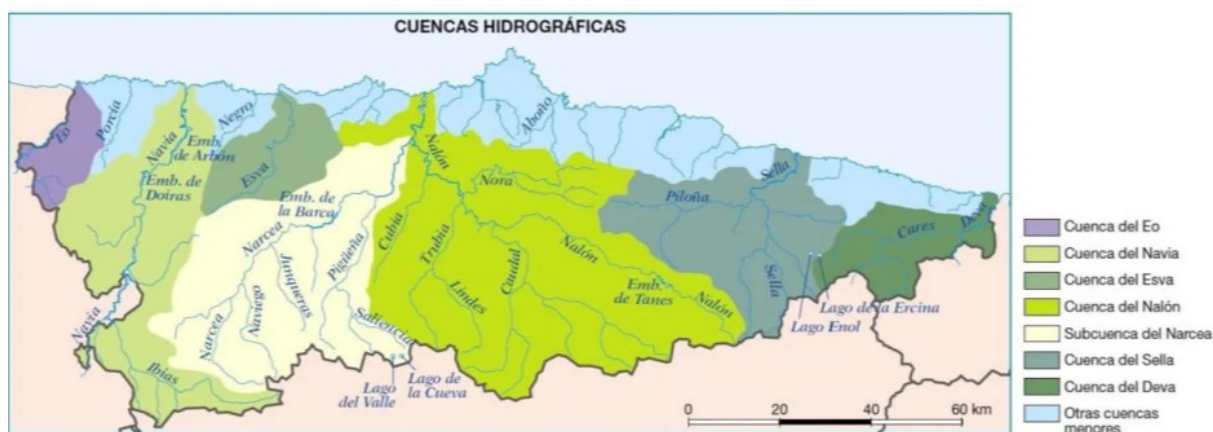 CUENCAS HIDROGRÁFICAS
Eo
Porcía
Navia
Emb.
de Arbón
Negro
Emb. de
Doiras
Esva
Emb. de
la Barca
Narcea
Junqueras
Pigüeña
Cubia
Nalón
Nora
Aboño
Trubia
Lindes
Caudal
Nalón
Emb.
de Tanes
Nalón
Piloña
Sella
Sella
Cares
Deva
Lago de la Ercina
Lago Enol
Navia
Ibias
Narcea
Naviego
Saliencia
Lago
del Valle
Lago de
la Cueva
0 20 40 60 km
Cuenca del Eo
Cuenca del Navia
Cuenca del Esva
Cuenca del Nalón
Subcuenca del Narcea
Cuenca del Sella
Cuenca del Deva
Otras cuencas
menores